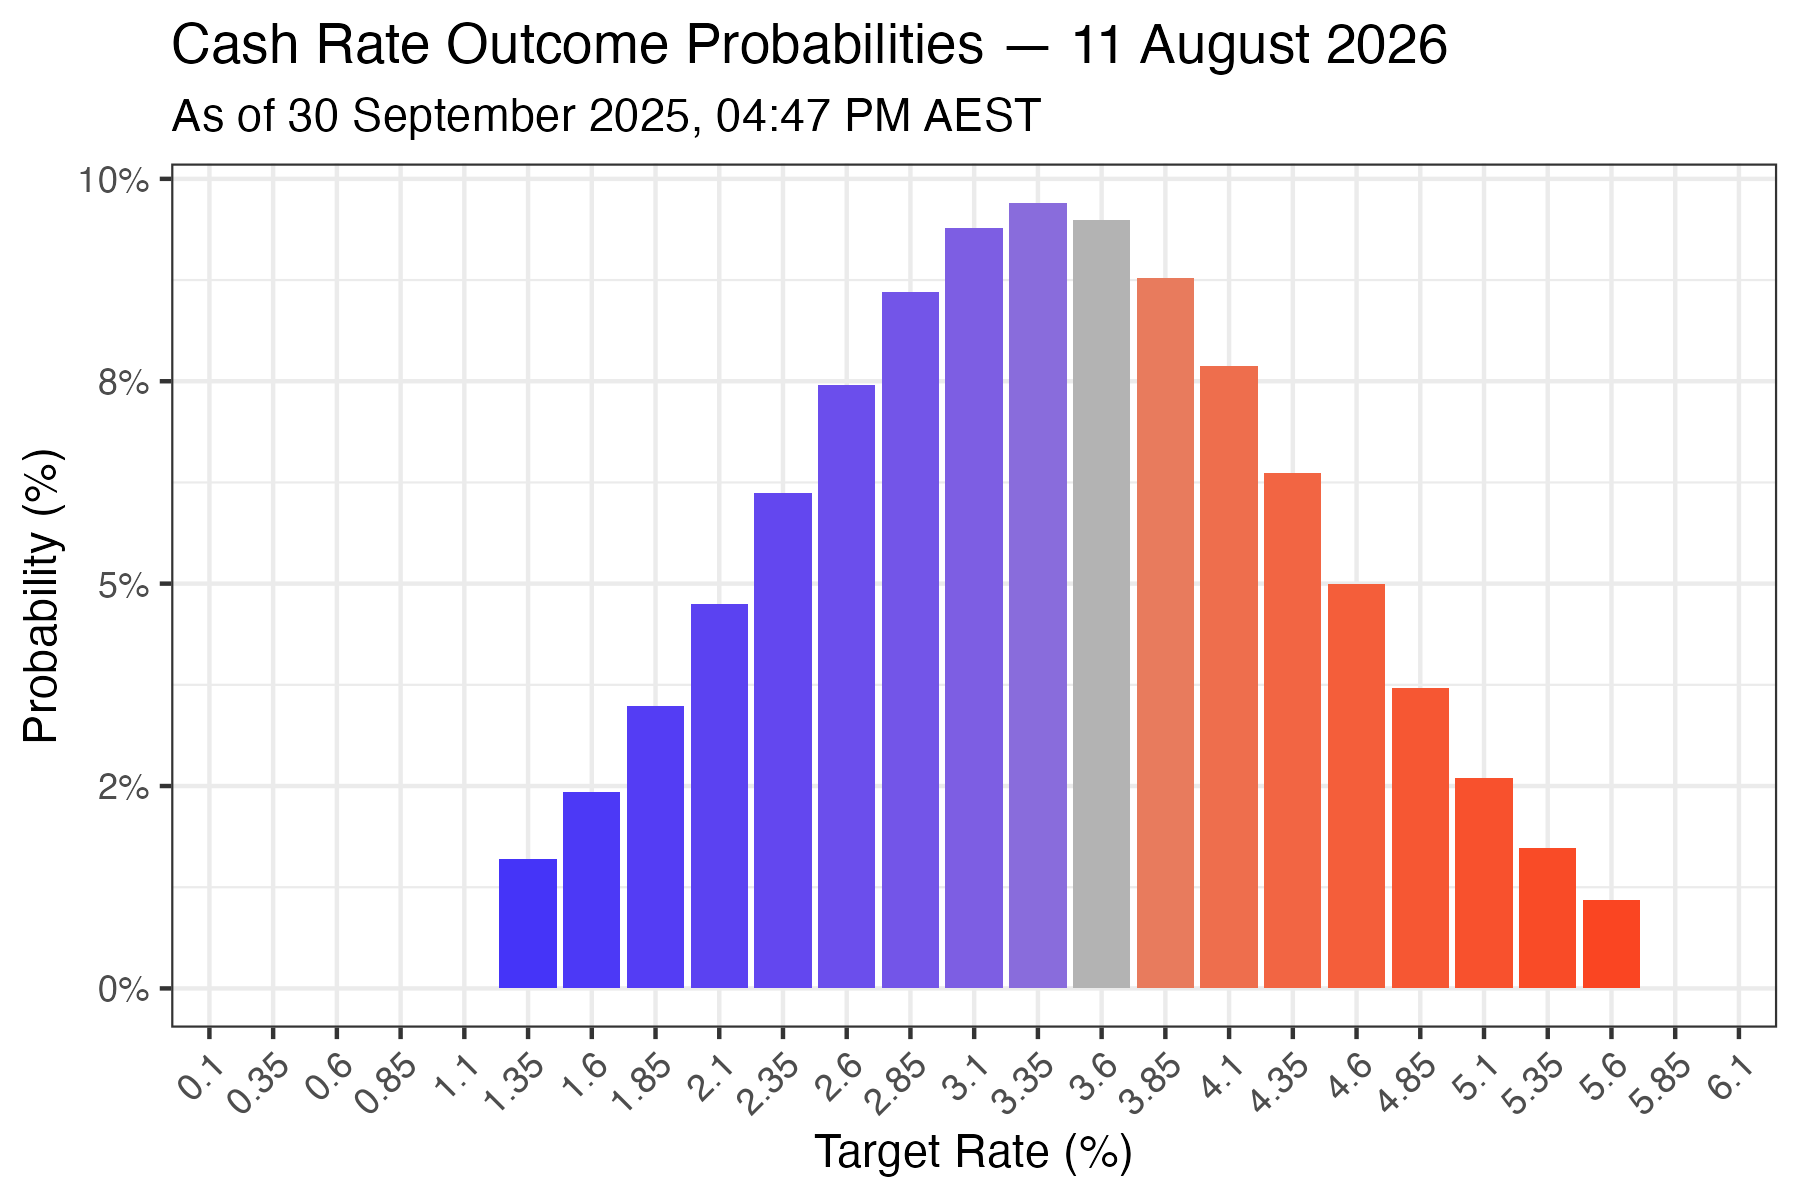 Cash Rate Outcome Probabilities — 11 August 2026
As of 30 September 2025, 04:47 PM AEST
Probability (%)
10%
8%
5%
2%
0%
0.1 0.35 0.6 0.85 1.1 1.35 1.6 1.85 2.1 2.35 2.6 2.85 3.1 3.35 3.6 3.85 4.1 4.35 4.6 4.85 5.1 5.35 5.6 5.85 6.1
Target Rate (%)